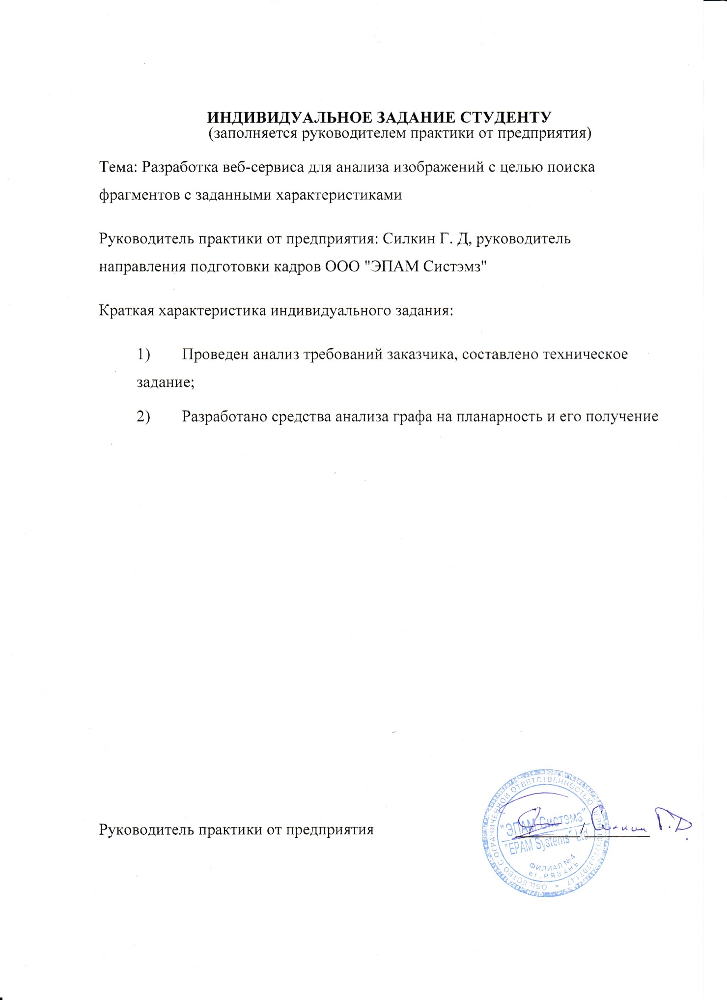 ИНДИВИДУАЛЬНОЕ ЗАДАНИЕ СТУДЕНТУ
(заполняется руководителем практики от предприятия)
Тема: Разработка веб-сервиса для анализа изображений с целью поиска
фрагментов с заданными характеристиками
Руководитель практики от предприятия: Силкин Г. Д, руководитель
направления подготовки кадров ООО "ЭПАМ Систэмз"
Краткая характеристика индивидуального задания:
1) Проведен анализ требований заказчика, составлено техническое
задание;
2) Разработано средства анализа графа на планарность и его получение
Руководитель практики от предприятия
/ Силкин Г.Д.
ОБЩЕСТВО С ОГРАНИЧЕННОЙ ОТВЕТСТВЕННОСТЬЮ ОГРН 1037739707147 *
"ЭПАМ Систэмз"
"EPAM Systems" Ltd.
ФИЛИАЛ №4
в г. РЯЗАНЬ